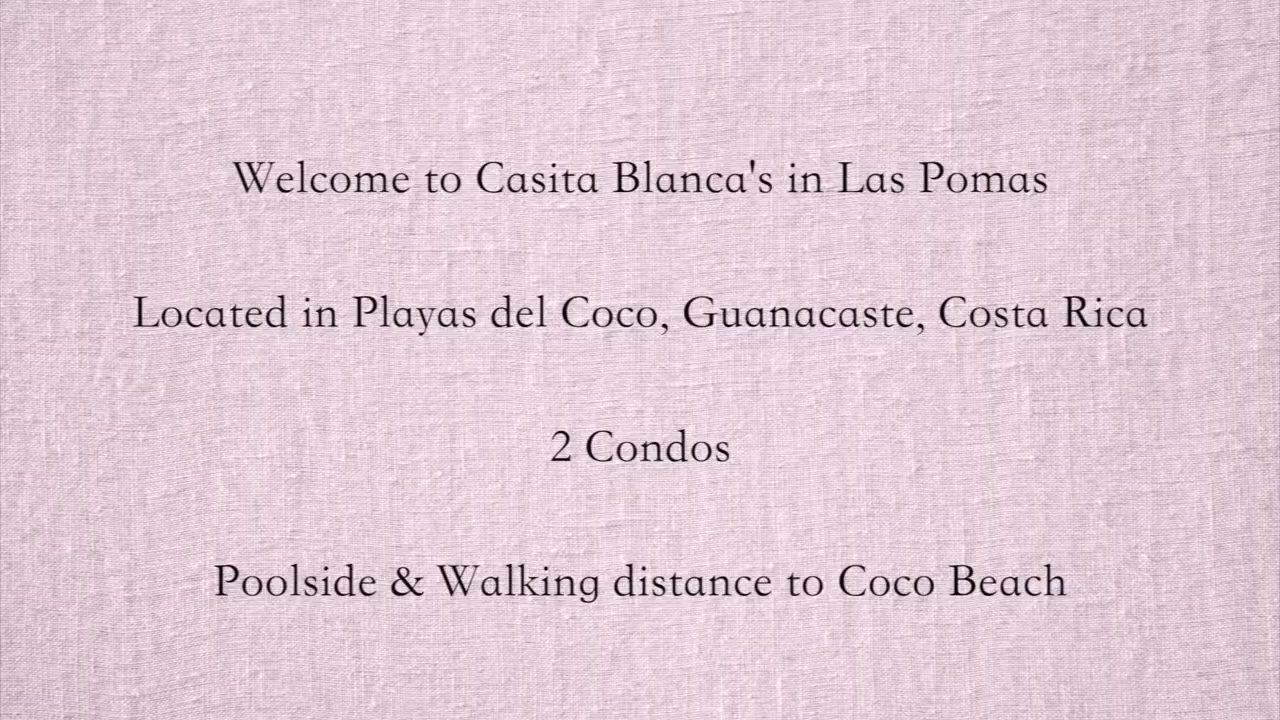 Welcome to Casita Blanca's in Las Pomas
Located in Playas del Coco, Guanacaste, Costa Rica
2 Condos
Poolside & Walking distance to Coco Beach